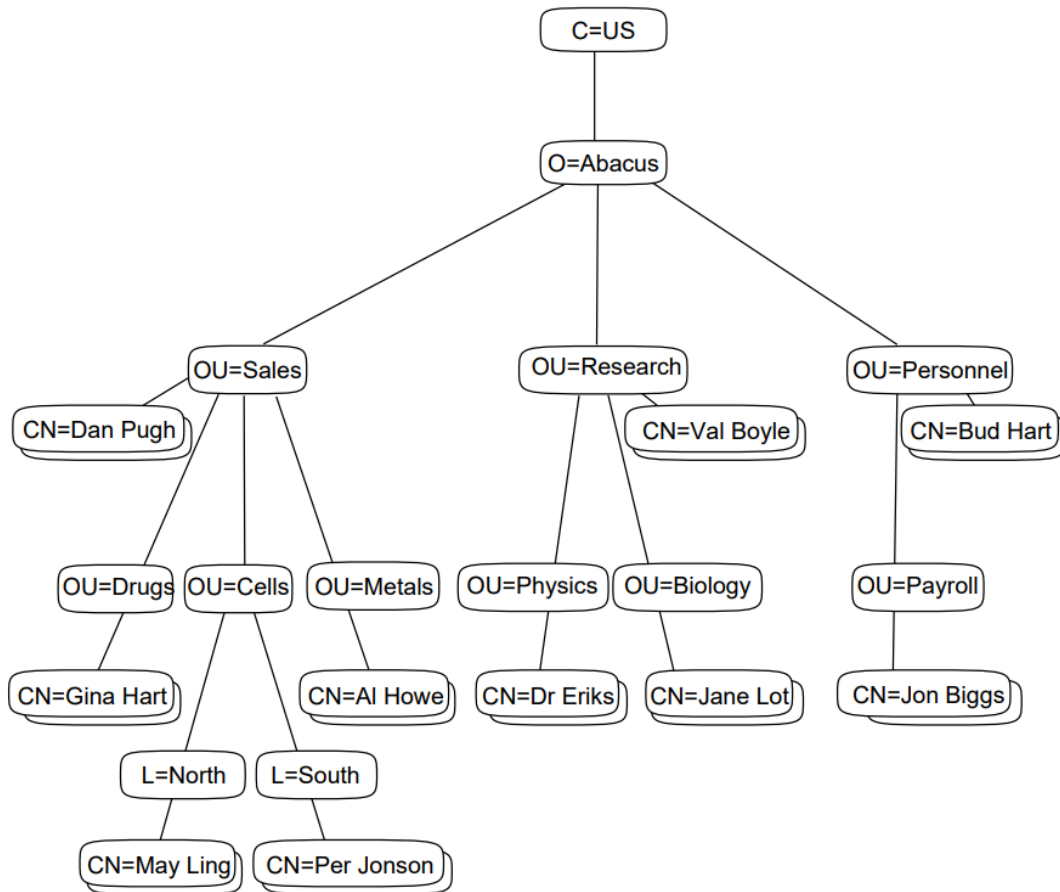 C=US
O=Abacus
OU=Sales
OU=Research
OU=Personnel
CN=Dan Pugh
CN=Val Boyle
CN=Bud Hart
OU=Drugs
OU=Cells
OU=Metals
OU=Physics
OU=Biology
OU=Payroll
CN=Gina Hart
CN=Al Howe
CN=Dr Eriks
CN=Jane Lot
CN=Jon Biggs
L=North
L=South
CN=May Ling
CN=Per Jonson